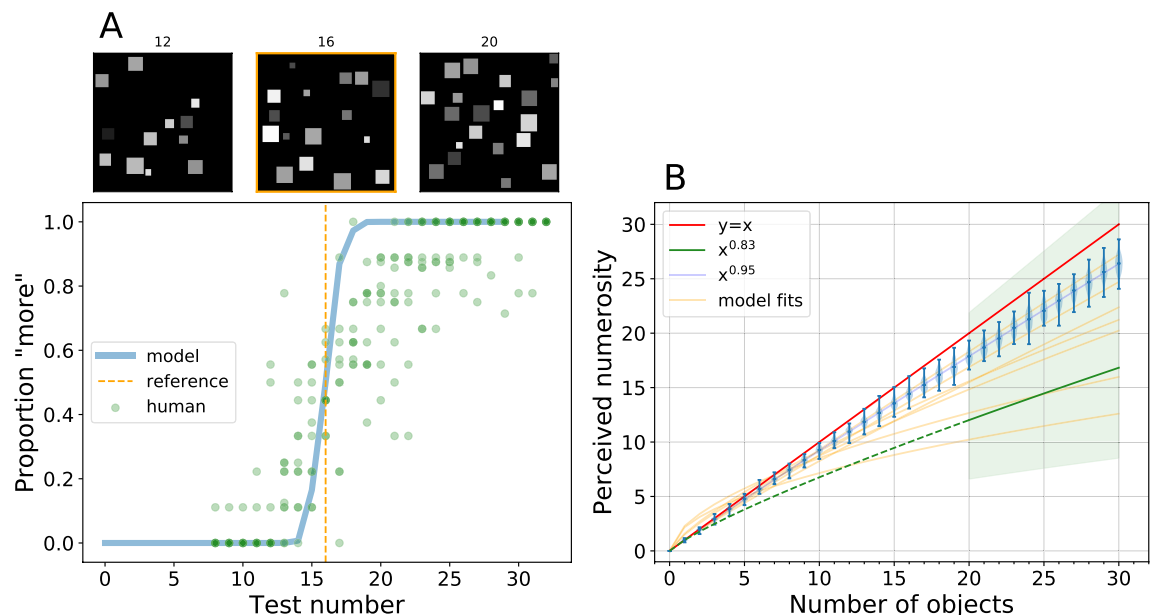 A
12 16 20
1.0
0.8
0.6
0.4
0.2
0.0
Proportion "more"
model
reference
human
0 5 10 15 20 25 30
Test number
B
30
25
20
15
10
5
0
Perceived numerosity
y=x
x^0.83
x^0.95
model fits
0 5 10 15 20 25 30
Number of objects